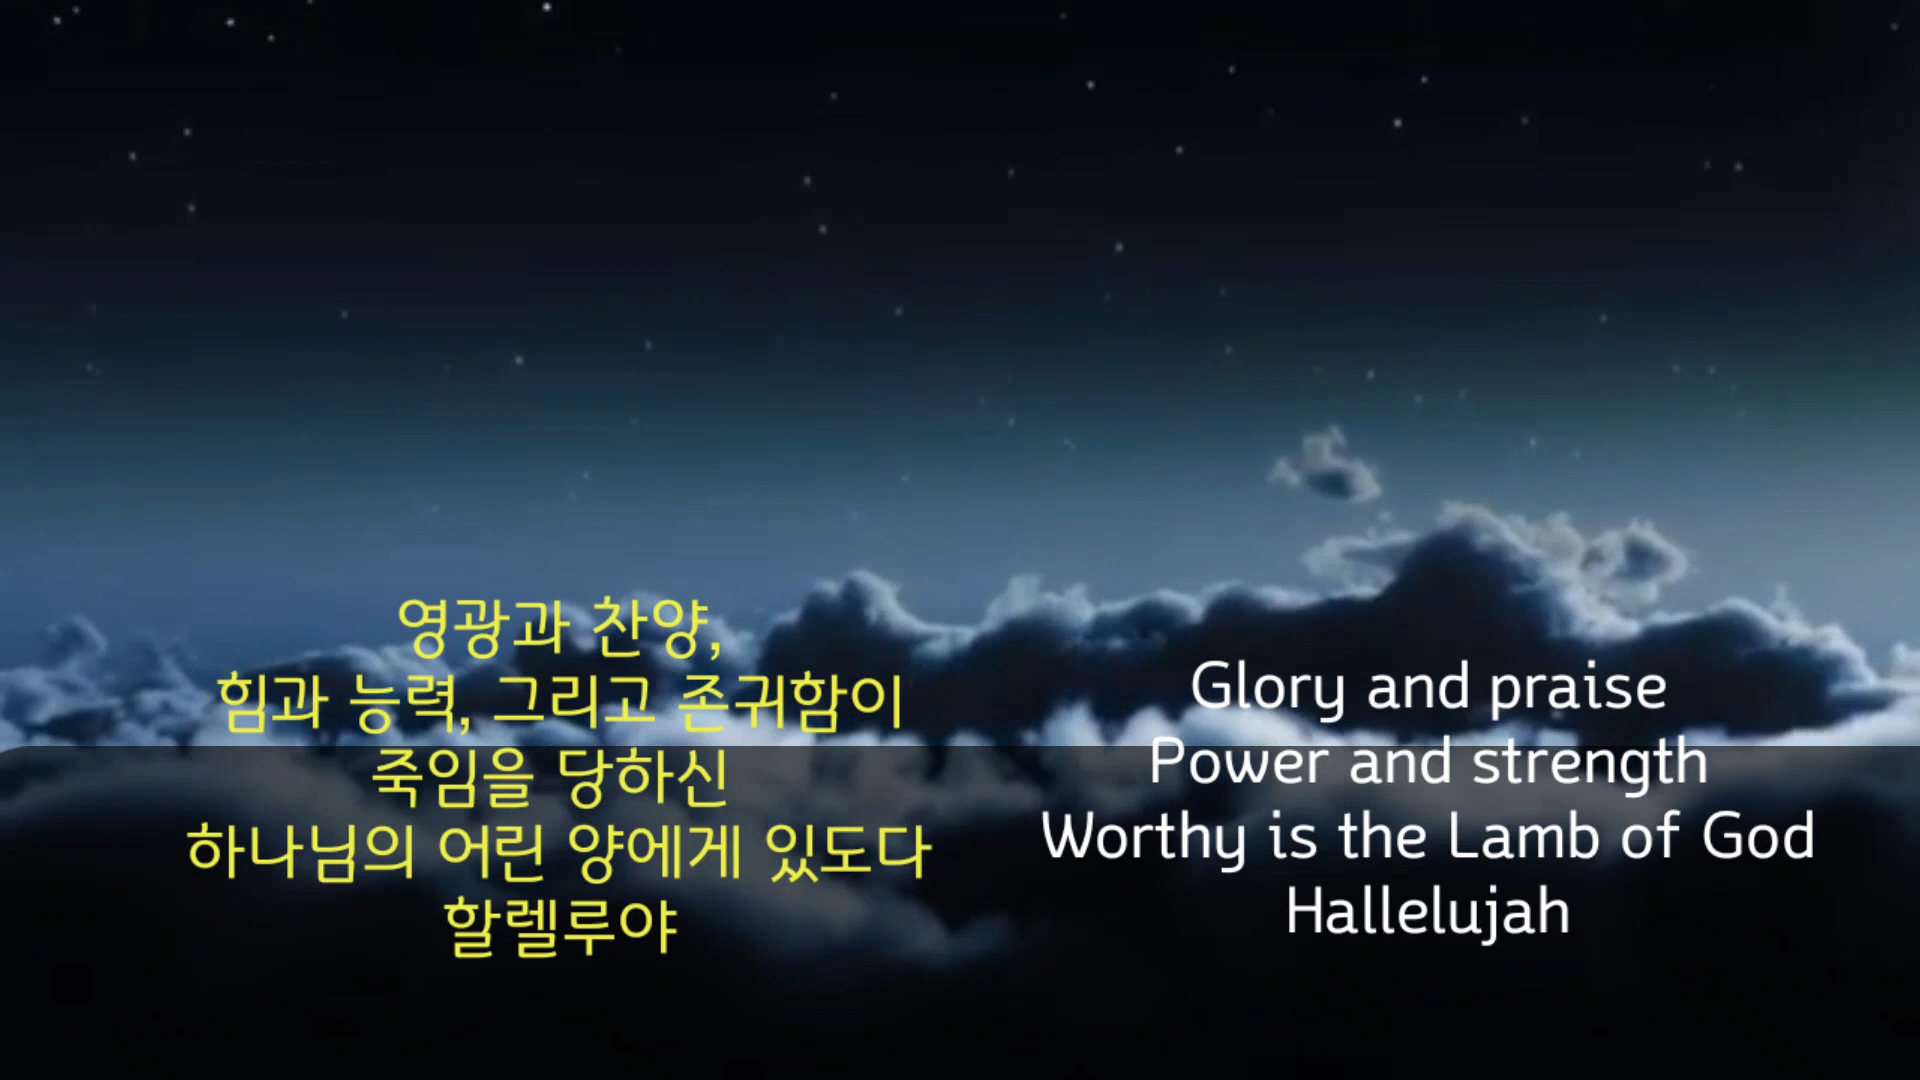 영광과 찬양,
힘과 능력, 그리고 존귀함이
죽임을 당하신
하나님의 어린 양에게 있도다
할렐루야
Glory and praise
Power and strength
Worthy is the Lamb of God
Hallelujah